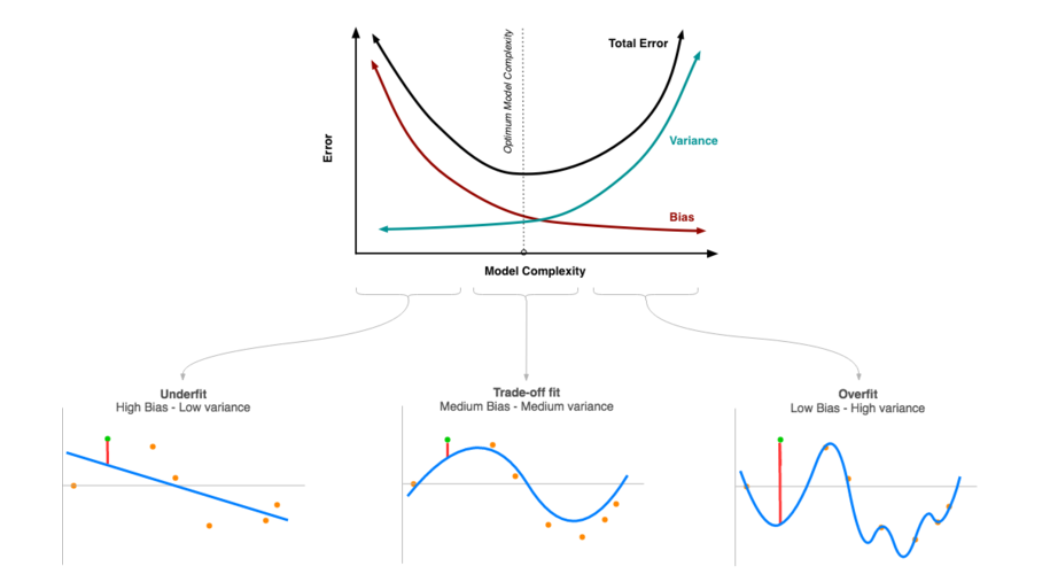 Total Error
Optimum Model Complexity
Error
Variance
Bias
Model Complexity
Underfit
High Bias - Low variance
Trade-off fit
Medium Bias - Medium variance
Overfit
Low Bias - High variance